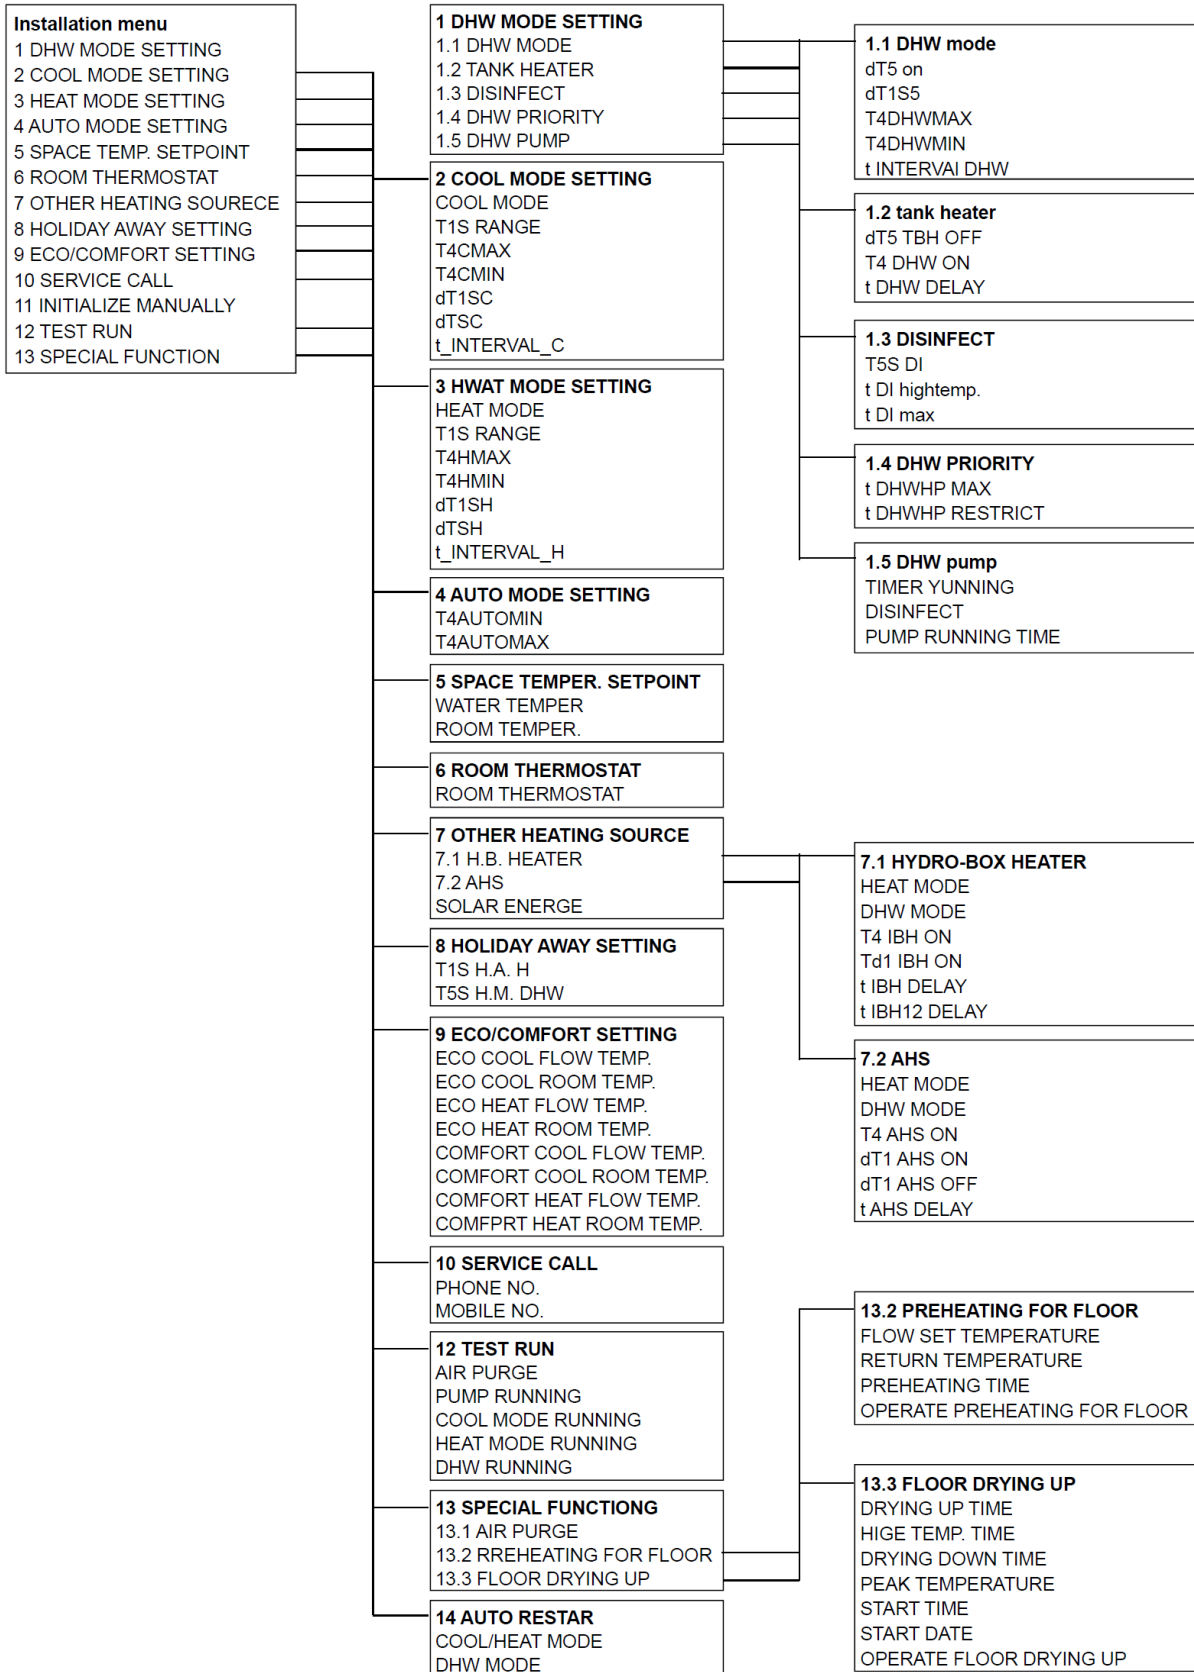 Installation menu
1 DHW MODE SETTING
2 COOL MODE SETTING
3 HEAT MODE SETTING
4 AUTO MODE SETTING
5 SPACE TEMP. SETPOINT
6 ROOM THERMOSTAT
7 OTHER HEATING SOURECE
8 HOLIDAY AWAY SETTING
9 ECO/COMFORT SETTING
10 SERVICE CALL
11 INITIALIZE MANUALLY
12 TEST RUN
13 SPECIAL FUNCTION
1 DHW MODE SETTING
1.1 DHW MODE
1.2 TANK HEATER
1.3 DISINFECT
1.4 DHW PRIORITY
1.5 DHW PUMP
2 COOL MODE SETTING
COOL MODE
T1S RANGE
T4CMAX
T4CMIN
dT1SC
dTSC
t_INTERVAL_C
3 HWAT MODE SETTING
HEAT MODE
T1S RANGE
T4HMAX
T4HMIN
dT1SH
dTSH
t_INTERVAL_H
4 AUTO MODE SETTING
T4AUTOMIN
T4AUTOMAX
5 SPACE TEMPER. SETPOINT
WATER TEMPER
ROOM TEMPER.
6 ROOM THERMOSTAT
ROOM THERMOSTAT
7 OTHER HEATING SOURCE
7.1 H.B. HEATER
7.2 AHS
SOLAR ENERGE
8 HOLIDAY AWAY SETTING
T1S H.A. H
T5S H.M. DHW
9 ECO/COMFORT SETTING
ECO COOL FLOW TEMP.
ECO COOL ROOM TEMP.
ECO HEAT FLOW TEMP.
ECO HEAT ROOM TEMP.
COMFORT COOL FLOW TEMP.
COMFORT COOL ROOM TEMP.
COMFORT HEAT FLOW TEMP.
COMFPRT HEAT ROOM TEMP.
10 SERVICE CALL
PHONE NO.
MOBILE NO.
12 TEST RUN
AIR PURGE
PUMP RUNNING
COOL MODE RUNNING
HEAT MODE RUNNING
DHW RUNNING
13 SPECIAL FUNCTIONG
13.1 AIR PURGE
13.2 RREHEATING FOR FLOOR
13.3 FLOOR DRYING UP
14 AUTO RESTAR
COOL/HEAT MODE
DHW MODE
1.1 DHW mode
dT5 on
dT1S5
T4DHWMAX
T4DHWMIN
t INTERVAI DHW
1.2 tank heater
dT5 TBH OFF
T4 DHW ON
t DHW DELAY
1.3 DISINFECT
T5S DI
t DI hightemp.
t DI max
1.4 DHW PRIORITY
t DHWHP MAX
t DHWHP RESTRICT
1.5 DHW pump
TIMER YUNNING
DISINFECT
PUMP RUNNING TIME
7.1 HYDRO-BOX HEATER
HEAT MODE
DHW MODE
T4 IBH ON
Td1 IBH ON
t IBH DELAY
t IBH12 DELAY
7.2 AHS
HEAT MODE
DHW MODE
T4 AHS ON
dT1 AHS ON
dT1 AHS OFF
t AHS DELAY
13.2 PREHEATING FOR FLOOR
FLOW SET TEMPERATURE
RETURN TEMPERATURE
PREHEATING TIME
OPERATE PREHEATING FOR FLOOR
13.3 FLOOR DRYING UP
DRYING UP TIME
HIGE TEMP. TIME
DRYING DOWN TIME
PEAK TEMPERATURE
START TIME
START DATE
OPERATE FLOOR DRYING UP